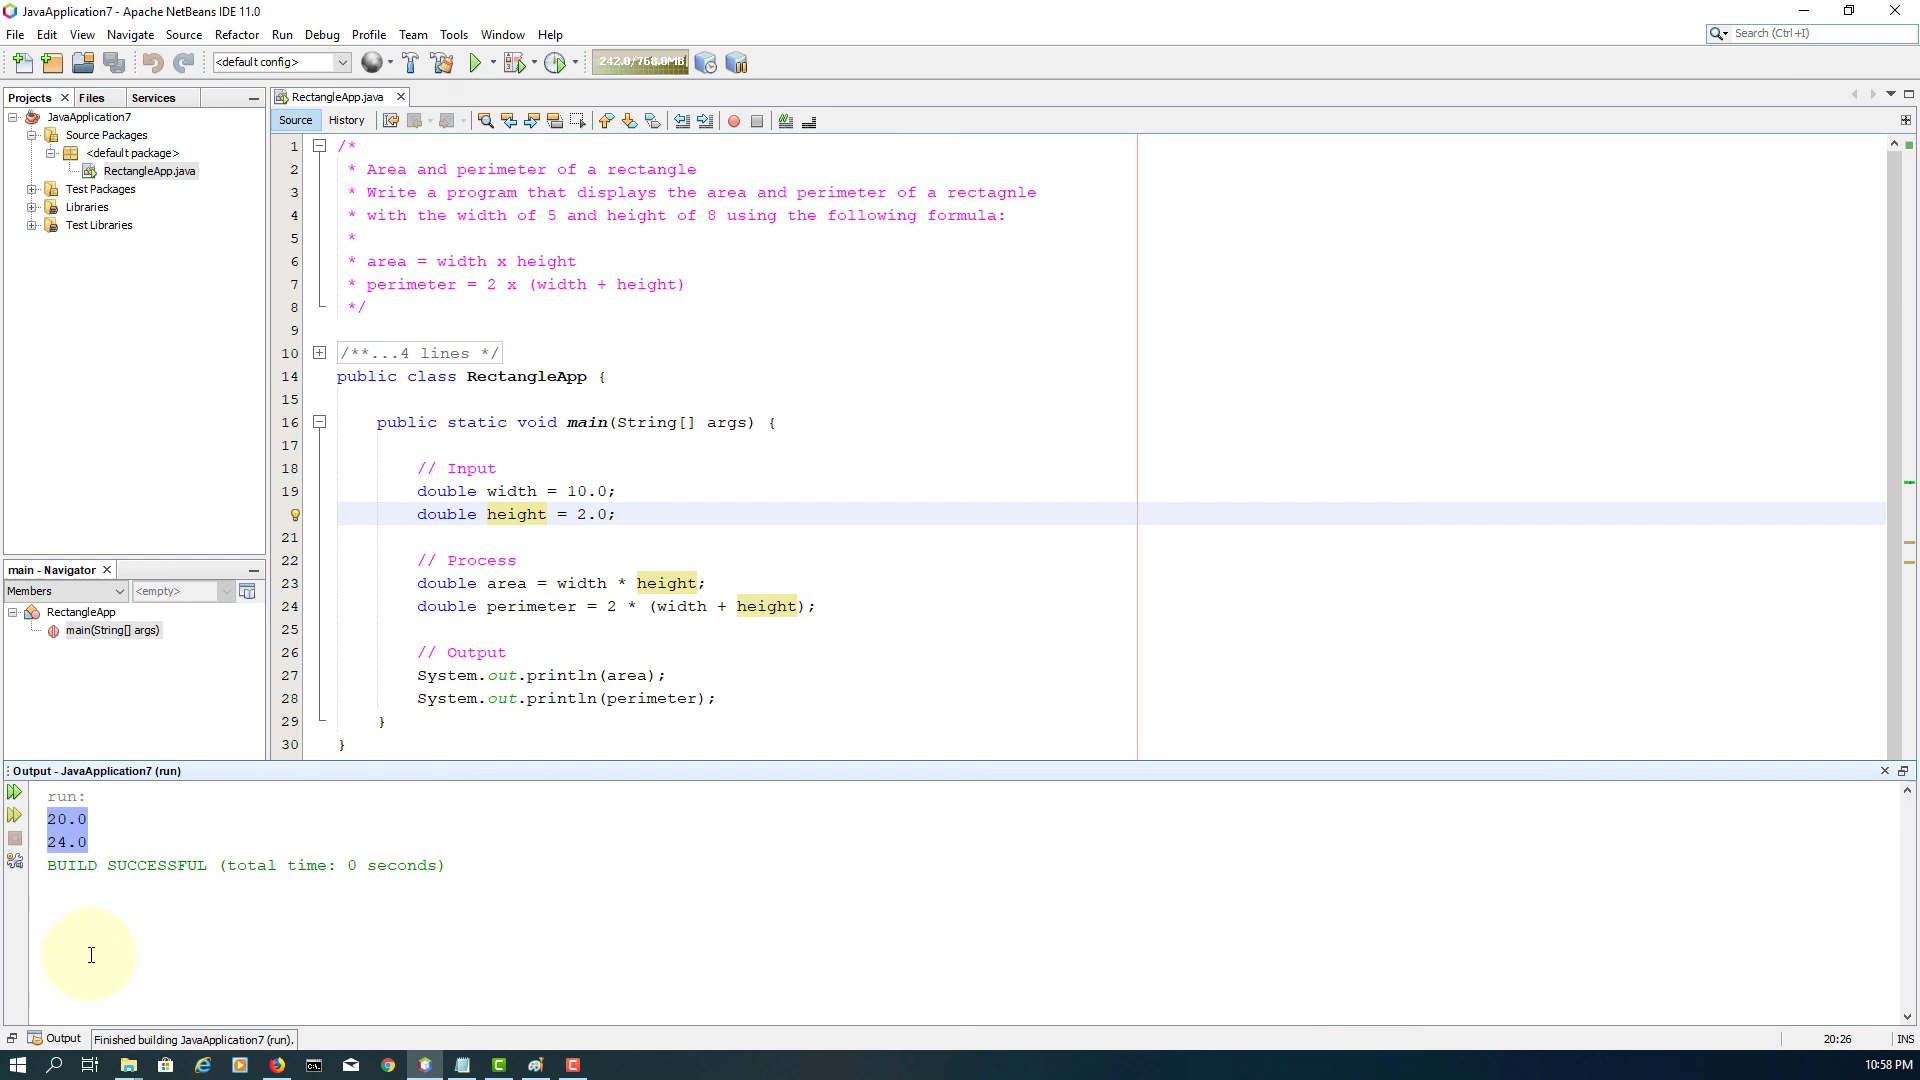 JavaApplication7 - Apache NetBeans IDE 11.0
File Edit View Navigate Source Refactor Run Debug Profile Team Tools Window Help
Search (Ctrl+I)
<default config>
242.0/768.0MB
Projects Files Services
RectangleApp.java
JavaApplication7
Source Packages
<default package>
RectangleApp.java
Test Packages
Libraries
Test Libraries
Source History
1 /*
2 * Area and perimeter of a rectangle
3 * Write a program that displays the area and perimeter of a rectagnle
4 * with the width of 5 and height of 8 using the following formula:
5 *
6 * area = width x height
7 * perimeter = 2 x (width + height)
8 */
9
10 /**...4 lines */
14 public class RectangleApp {
15
16 public static void main(String[] args) {
17
18 // Input
19 double width = 10.0;
double height = 2.0;
21
22 // Process
23 double area = width * height;
24 double perimeter = 2 * (width + height);
25
26 // Output
27 System.out.println(area);
28 System.out.println(perimeter);
29 }
30 }
main - Navigator
Members <empty>
RectangleApp
main(String[] args)
Output - JavaApplication7 (run)
run:
20.0
24.0
BUILD SUCCESSFUL (total time: 0 seconds)
Output
Finished building JavaApplication7 (run).
20:26 INS
10:58 PM